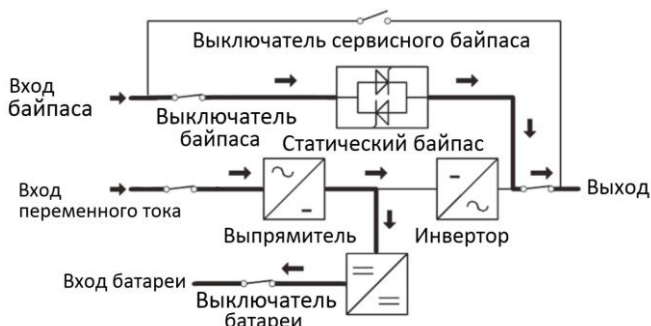 Выключатель сервисного байпаса
Вход
байпаса
Выключатель
байпаса
Статический байпас
Вход
переменного тока
Выпрямитель
Инвертор
Выход
Вход батареи
Выключатель
батареи